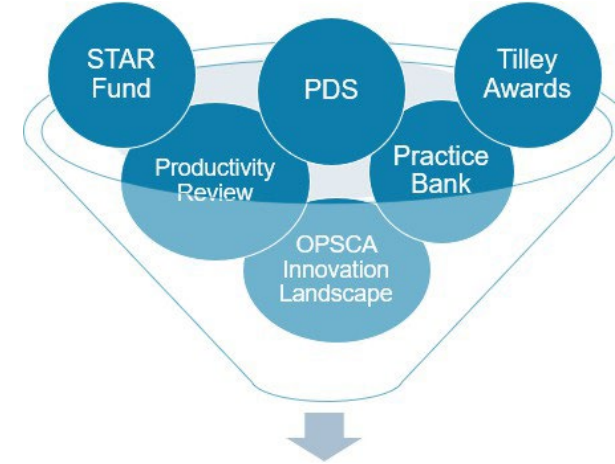 STAR
Fund
PDS
Tilley
Awards
Productivity
Review
Practice
Bank
OPSCA
Innovation
Landscape